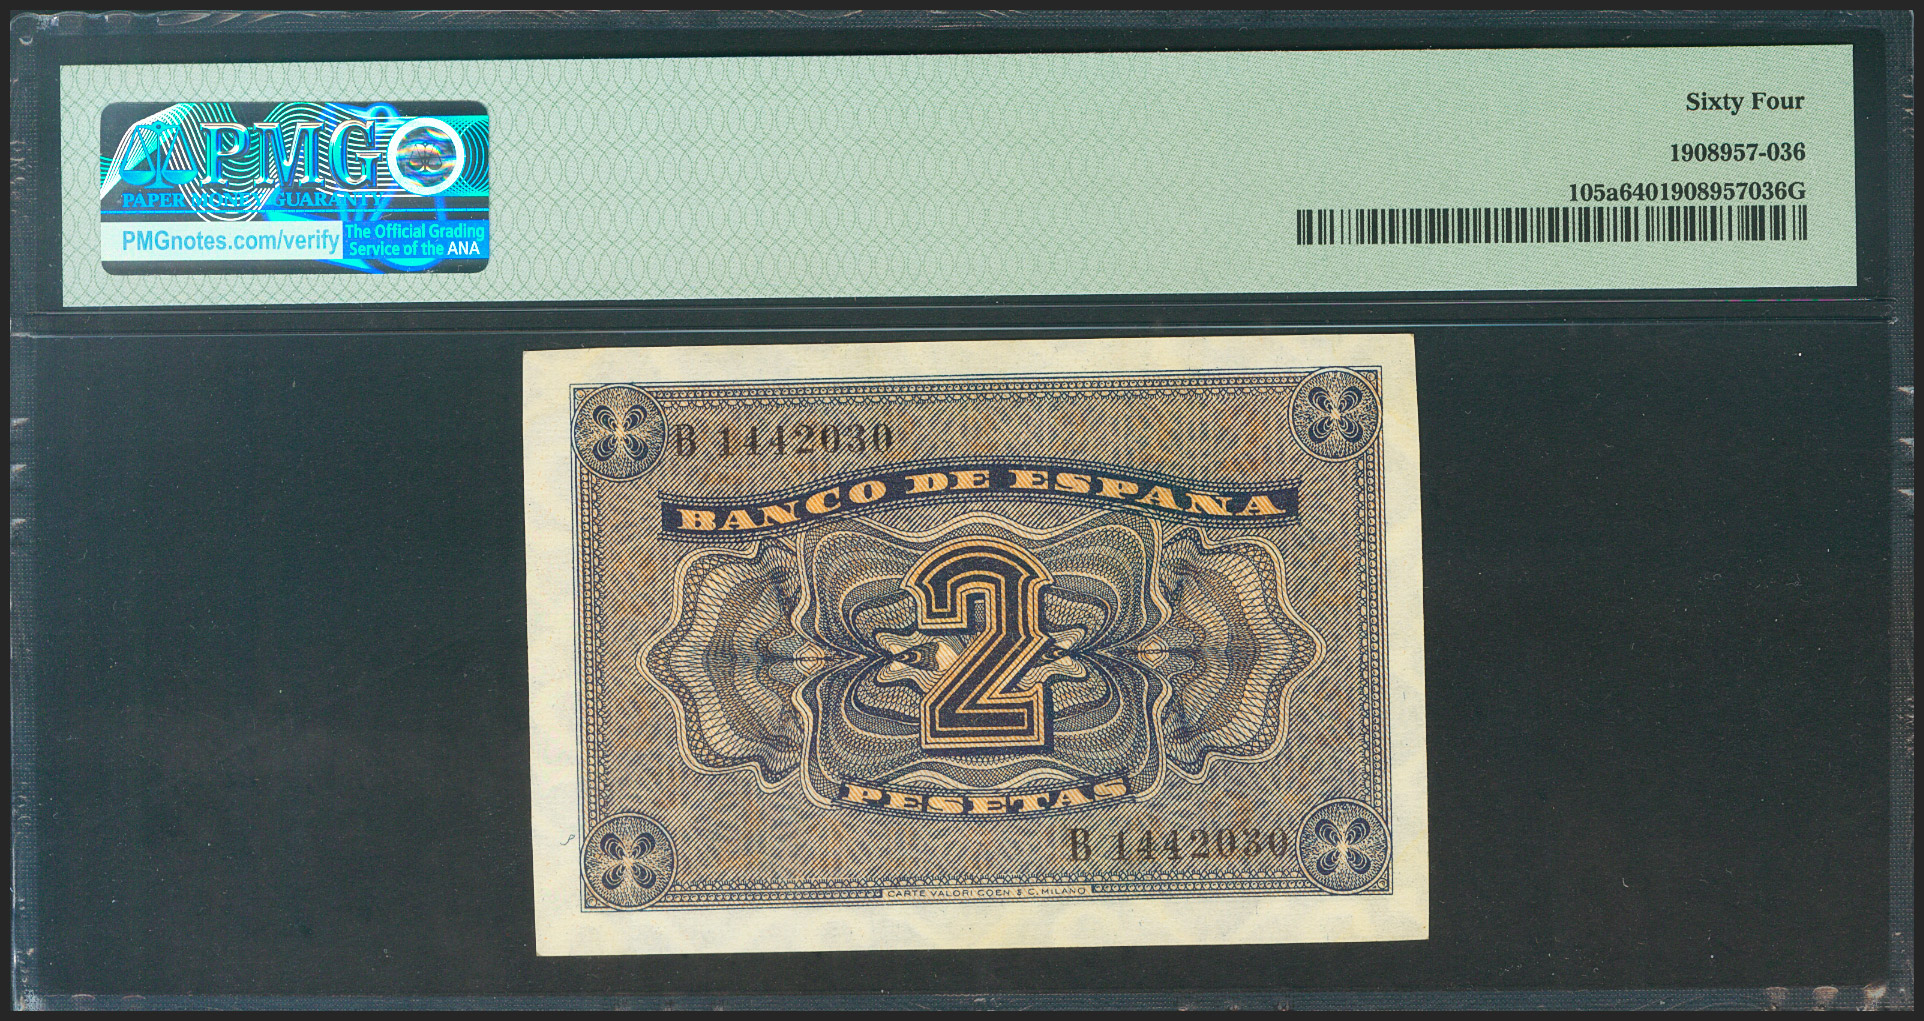 PMG
PAPER MONEY GUARANTY
PMGnotes.com/verify
The Official Grading
Service of the ANA
Sixty Four
1908957-036
105a6401908957036G
B 1442030
BANCO DE ESPAÑA
2
PESETAS
B 1442030
CARTE VALORI COEN & C. MILANO